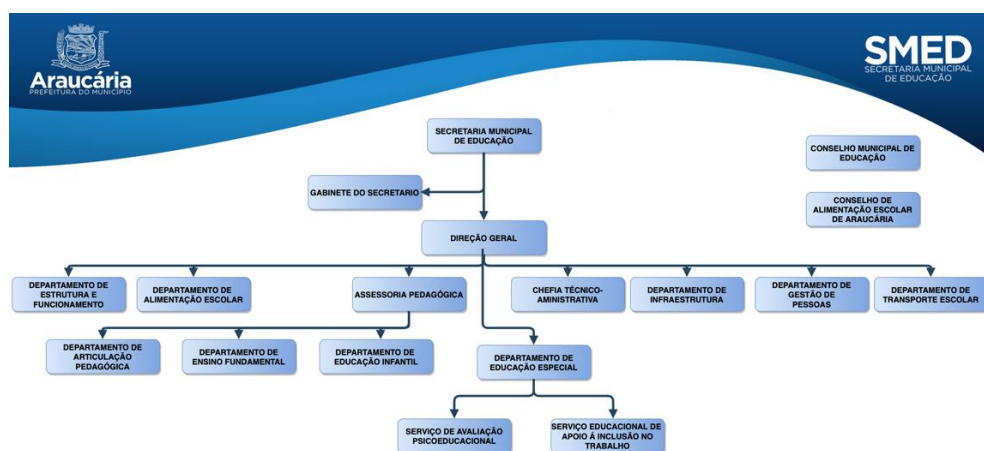 Araucária
PREFEITURA DO MUNICÍPIO
SMED
SECRETARIA MUNICIPAL
DE EDUCAÇÃO
SECRETARIA MUNICIPAL
DE EDUCAÇÃO
CONSELHO MUNICIPAL DE
EDUCAÇÃO
GABINETE DO SECRETARIO
CONSELHO DE
ALIMENTAÇÃO ESCOLAR
DE ARAUCÁRIA
DIREÇÃO GERAL
DEPARTAMENTO DE
ESTRUTURA E
FUNCIONAMENTO
DEPARTAMENTO DE
ALIMENTAÇÃO ESCOLAR
ASSESSORIA PEDAGÓGICA
CHEFIA TÉCNICO-
AMINISTRATIVA
DEPARTAMENTO DE
INFRAESTRUTURA
DEPARTAMENTO DE
GESTÃO DE
PESSOAS
DEPARTAMENTO DE
TRANSPORTE ESCOLAR
DEPARTAMENTO DE
ARTICULAÇÃO
PEDAGÓGICA
DEPARTAMENTO DE
ENSINO FUNDAMENTAL
DEPARTAMENTO DE
EDUCAÇÃO INFANTIL
DEPARTAMENTO DE
EDUCAÇÃO ESPECIAL
SERVIÇO DE AVALIAÇÃO
PSICOEDUCACIONAL
SERVIÇO EDUCACIONAL DE
APOIO Á INCLUSÃO NO
TRABALHO